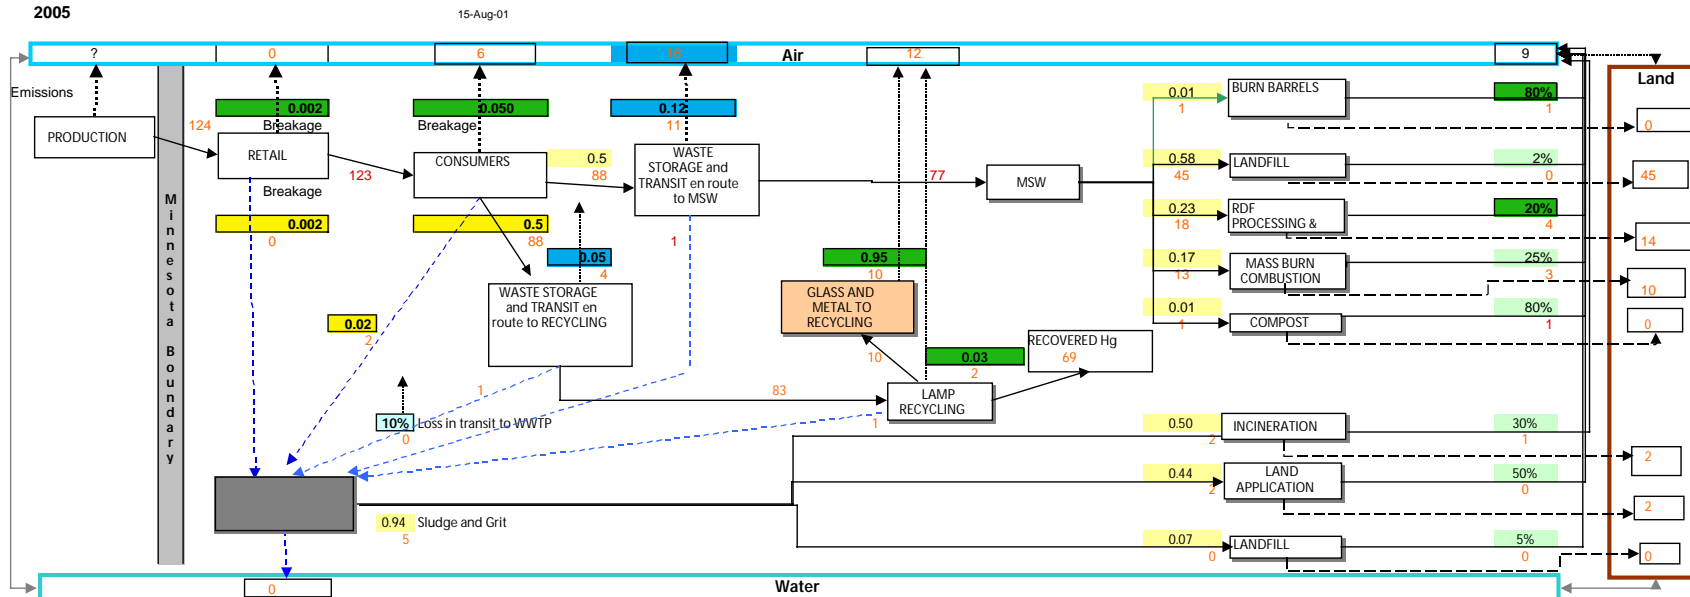 2005
15-Aug-01
?
0
6
16
Air
12
9
Emissions
Land
0.002
0.050
0.12
11
Breakage
Breakage
PRODUCTION
124
RETAIL
123
CONSUMERS
0.5
88
WASTE
STORAGE and
TRANSIT en route
to MSW
77
MSW
Breakage
0.002
0
0.5
88
1
0.05
4
0.95
10
WASTE STORAGE
and TRANSIT en
route to RECYCLING
GLASS AND
METAL TO
RECYCLING
0.02
2
10
0.03
2
RECOVERED Hg
69
LAMP
RECYCLING
1
83
1
10%
Loss in transit to WWTP
0
0.94
Sludge and Grit
5
Minnesota Boundary
0.01
1
BURN BARRELS
80%
1
0
0.58
45
LANDFILL
2%
0
45
0.23
18
RDF
PROCESSING &
20%
4
14
0.17
13
MASS BURN
COMBUSTION
25%
3
10
0.01
1
COMPOST
80%
1
0
0.50
2
INCINERATION
30%
1
2
0.44
2
LAND
APPLICATION
50%
0
2
0.07
0
LANDFILL
5%
0
0
0
Water